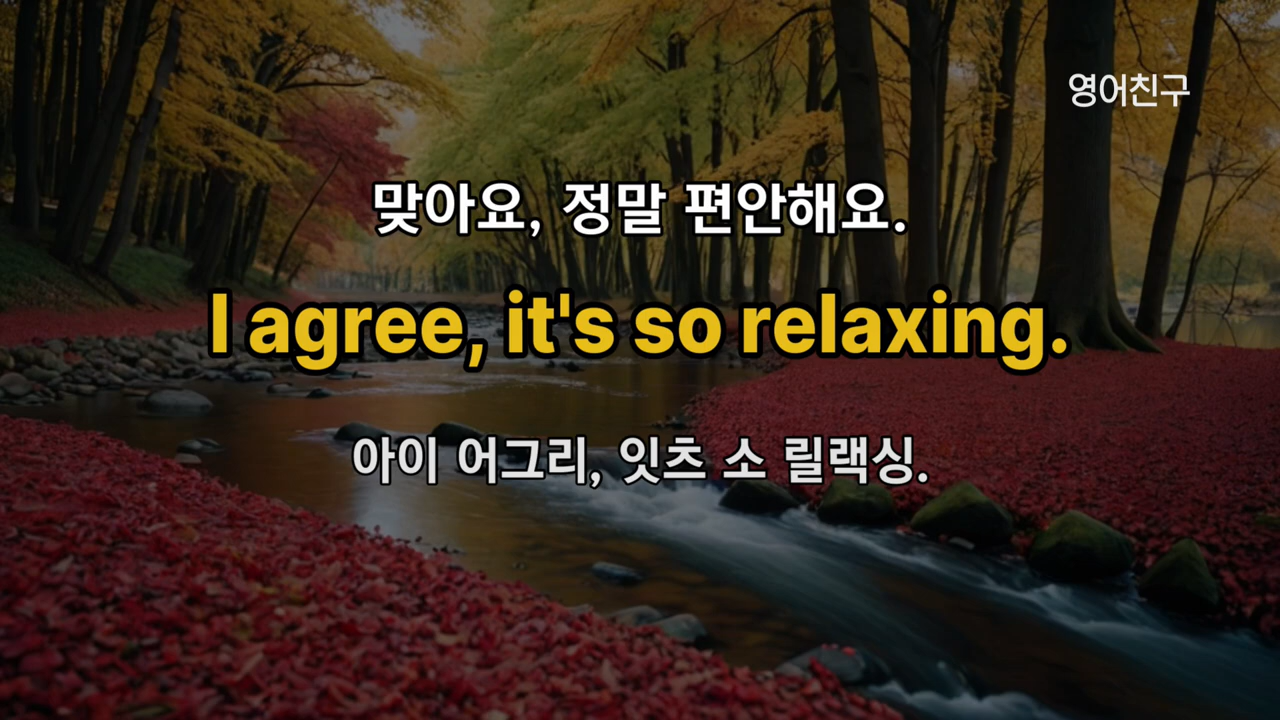 영어친구
맞아요, 정말 편안해요.
I agree, it's so relaxing.
아이 어그리, 잇츠 소 릴랙싱.